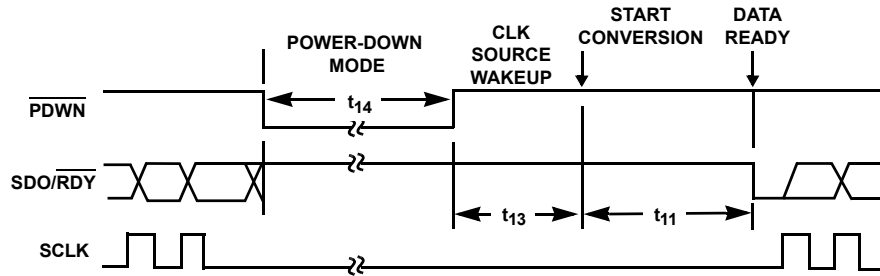 START
CONVERSION
DATA
READY
POWER-DOWN
MODE
CLK
SOURCE
WAKEUP
PDWN
t14
SDO/RDY
t13
t11
SCLK